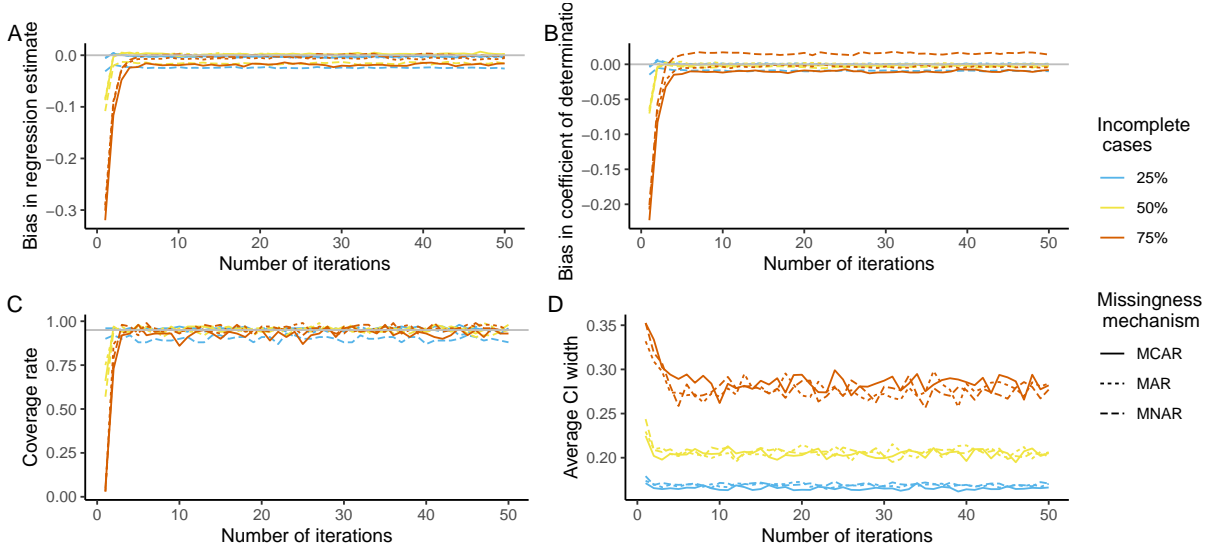 A
Bias in regression estimate
0.0
−0.1
−0.2
−0.3
0 10 20 30 40 50
Number of iterations
B
Bias in coefficient of determinatio
0.00
−0.05
−0.10
−0.15
−0.20
0 10 20 30 40 50
Number of iterations
C
Coverage rate
1.00
0.75
0.50
0.25
0.00
0 10 20 30 40 50
Number of iterations
D
Average CI width
0.35
0.30
0.25
0.20
0 10 20 30 40 50
Number of iterations
Incomplete
cases
25%
50%
75%
Missingness
mechanism
MCAR
MAR
MNAR